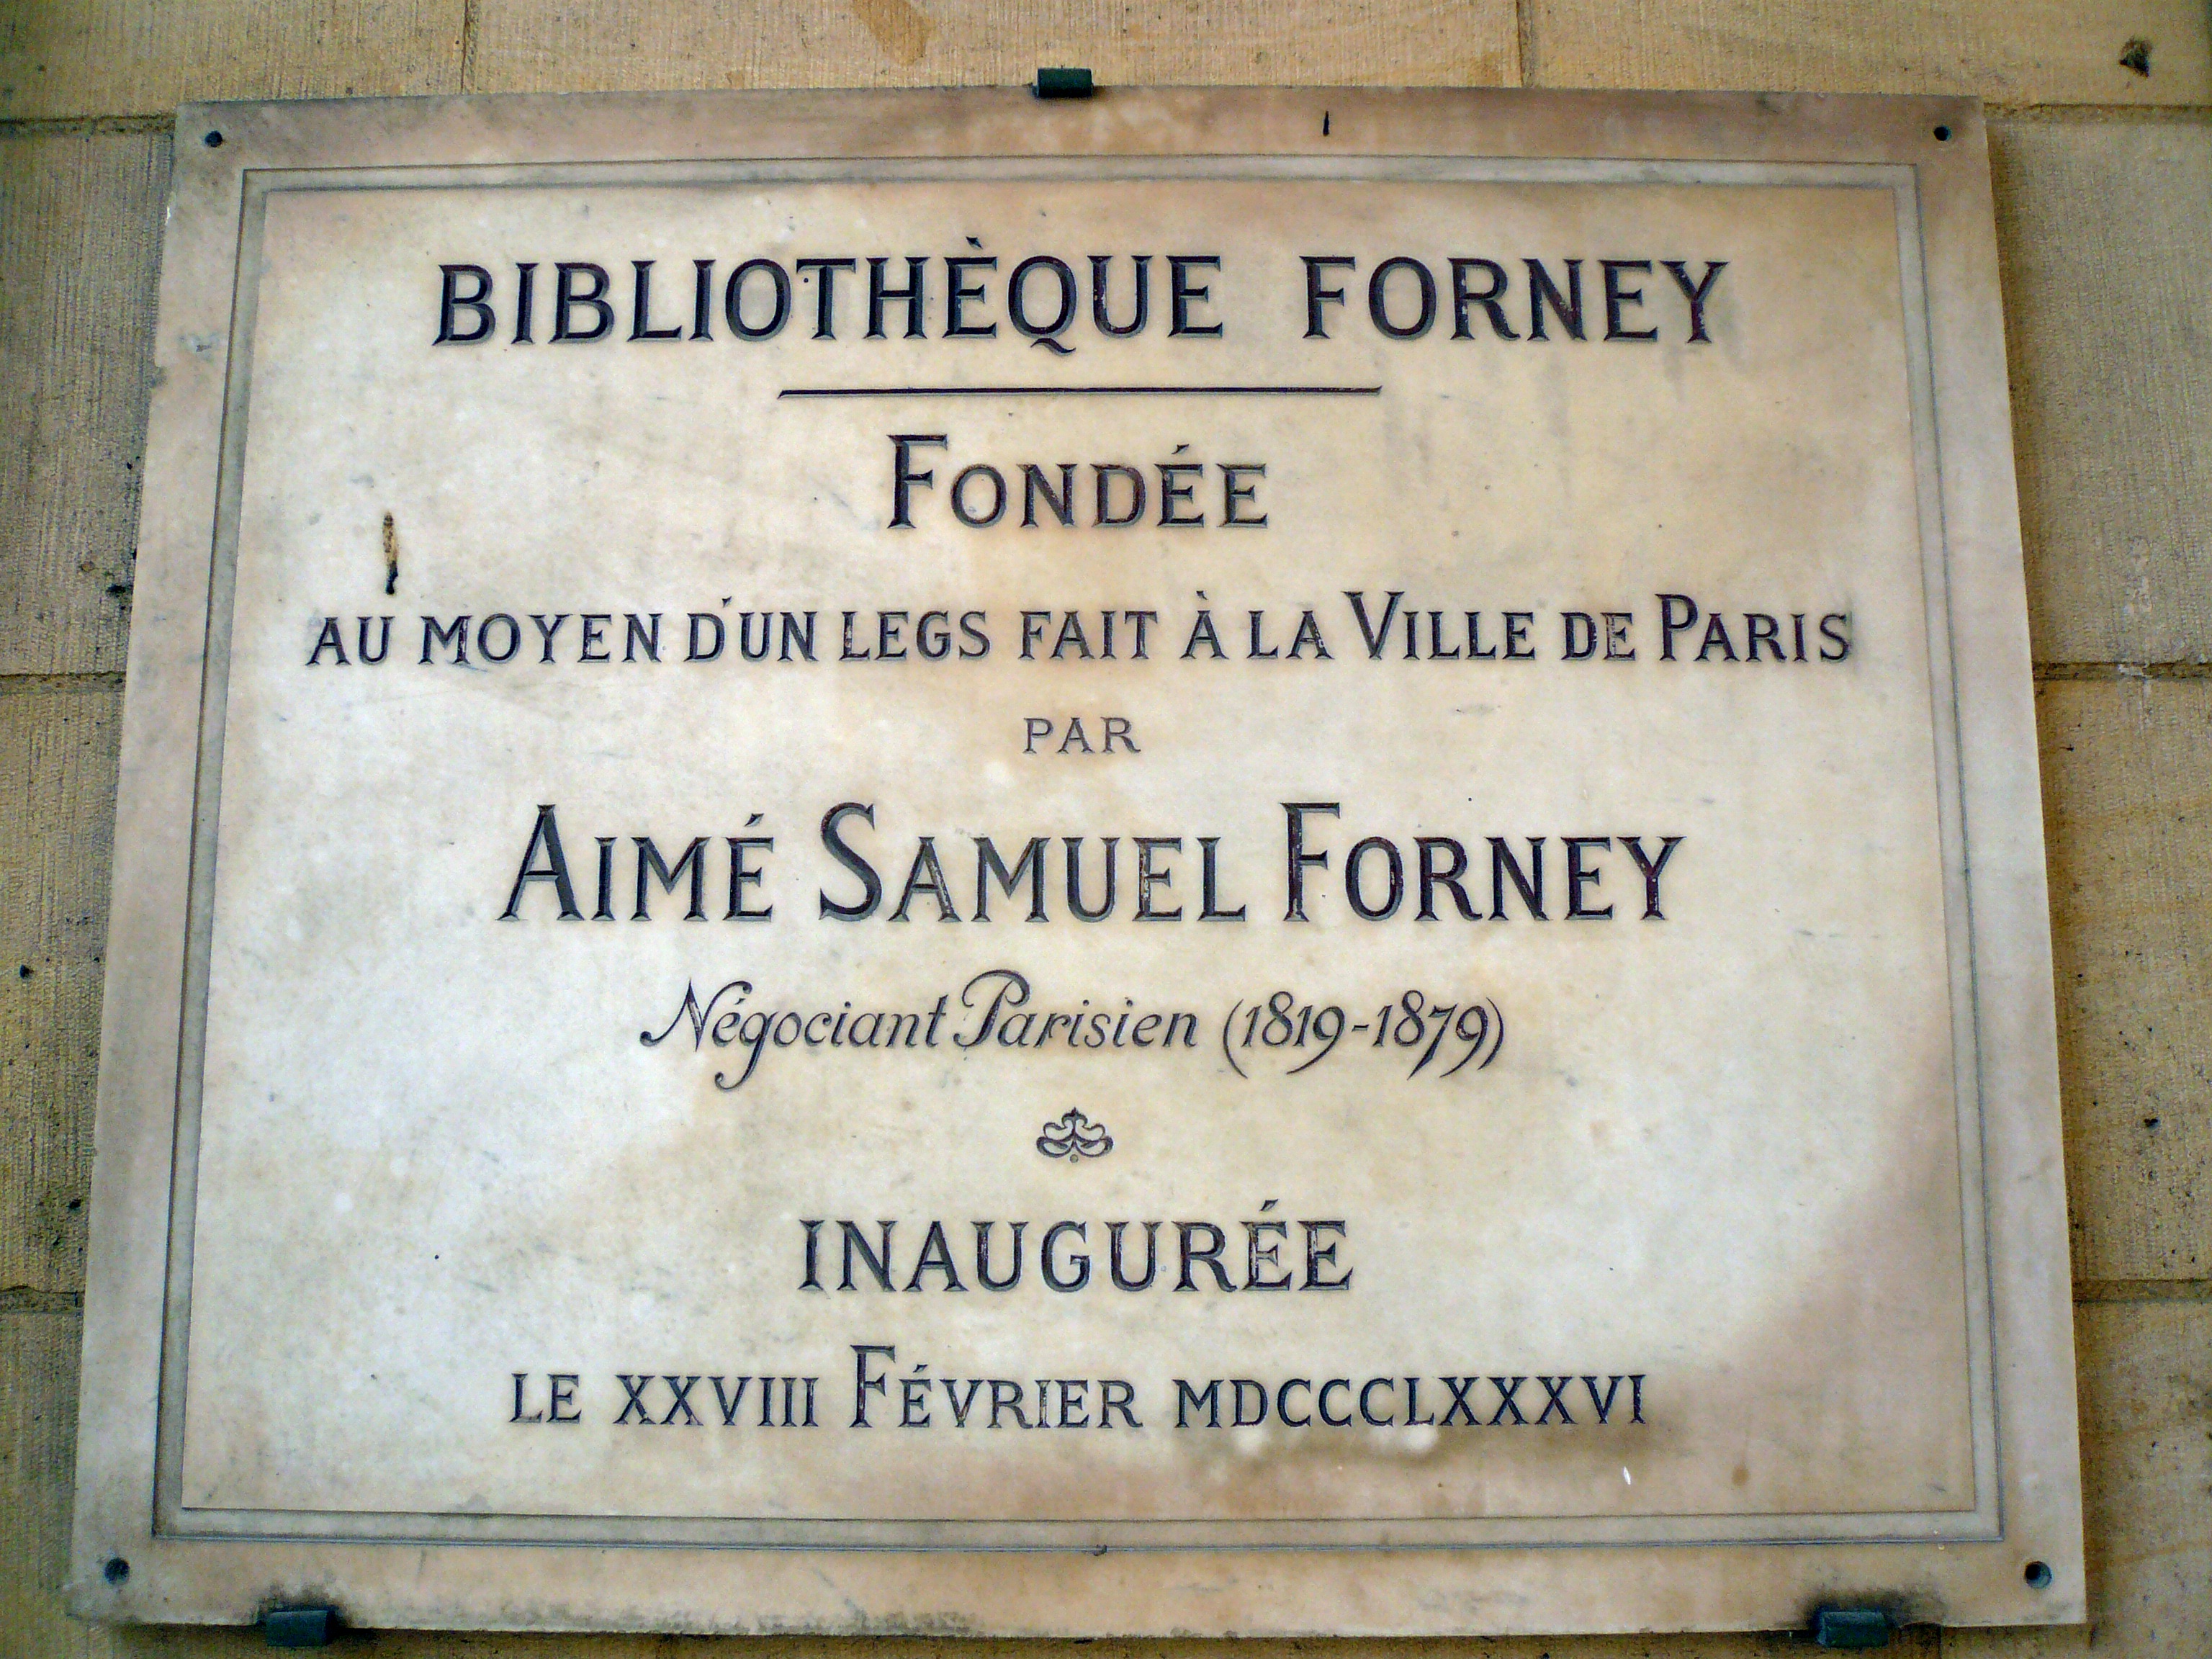 BIBLIOTHÈQUE FORNEY
FONDÉE
AU MOYEN D'UN LEGS FAIT À LA VILLE DE PARIS
PAR
AIMÉ SAMUEL FORNEY
Négociant Parisien (1819-1879)
INAUGURÉE
LE XXVIII FÉVRIER MDCCCLXXXVI